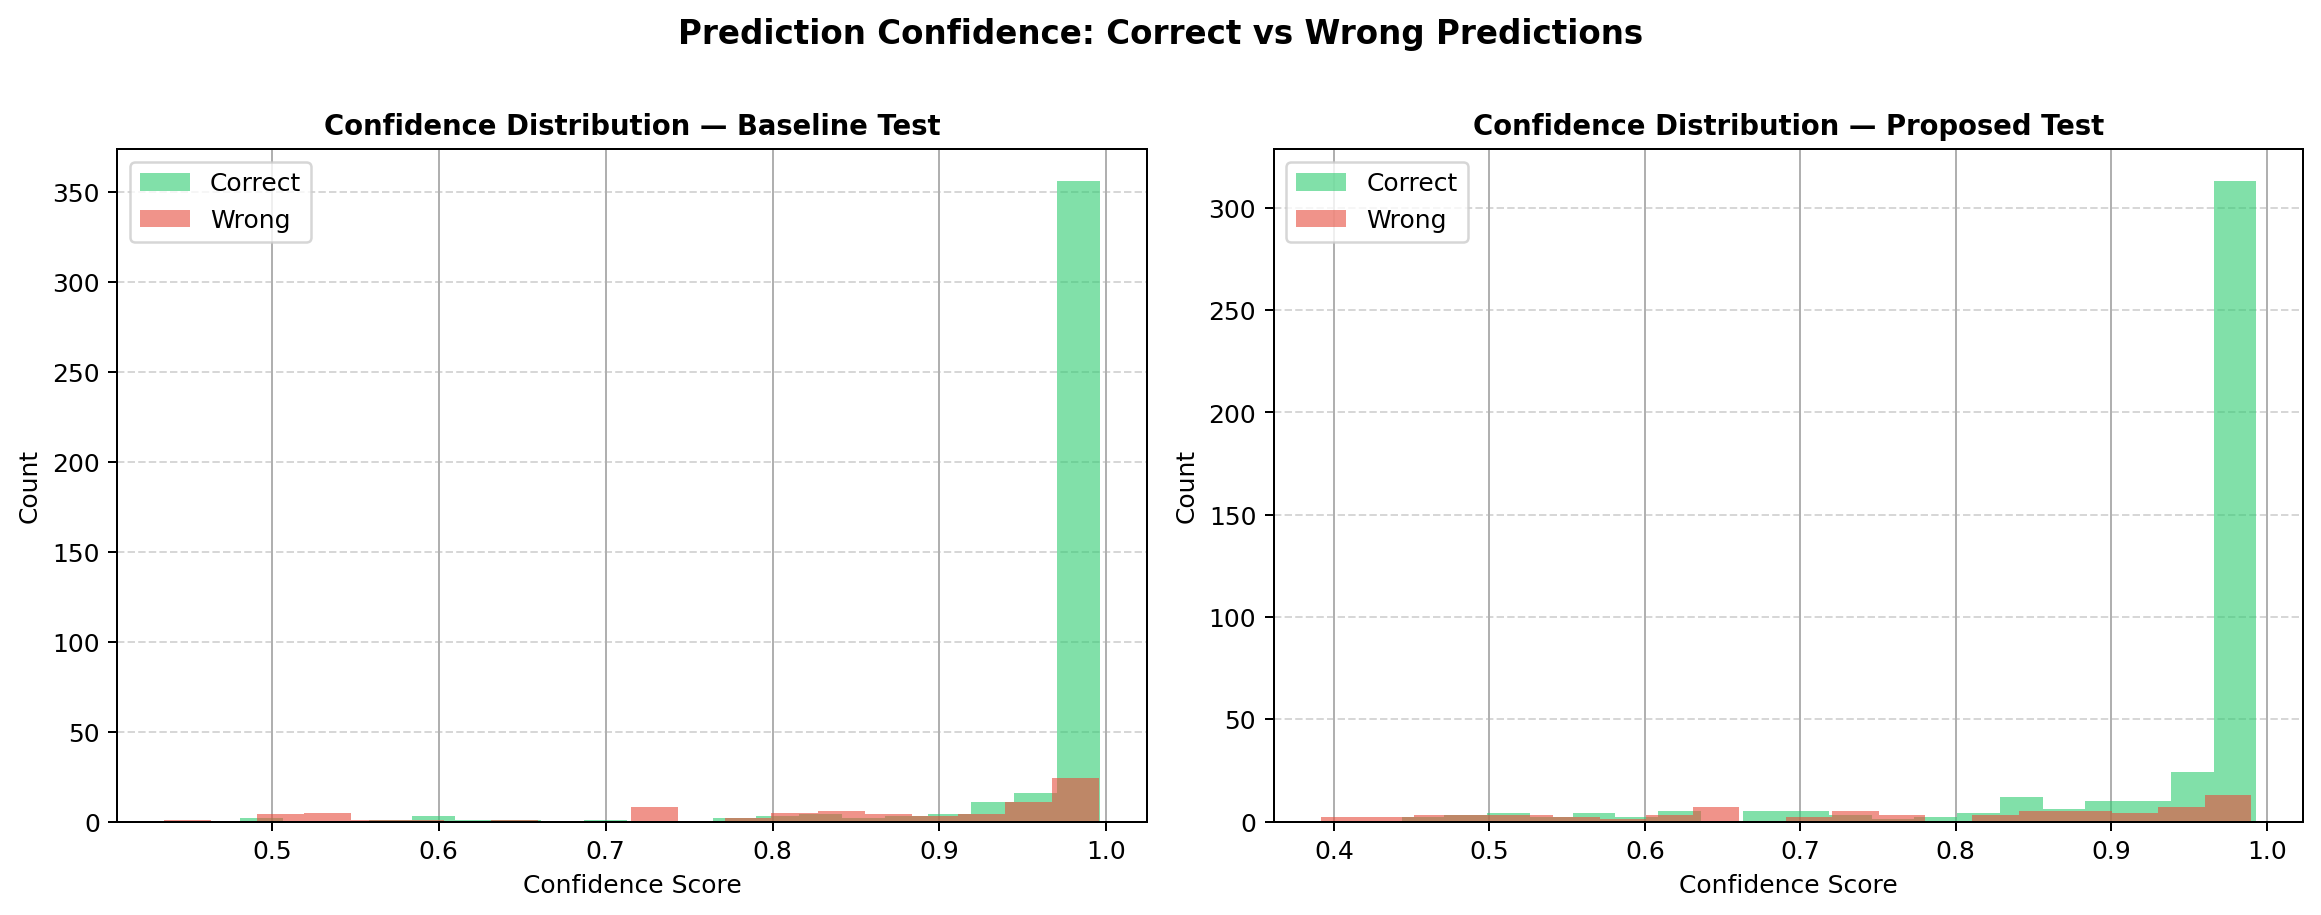 Prediction Confidence: Correct vs Wrong Predictions
Confidence Distribution — Baseline Test
Correct
Wrong
350
300
250
200
150
100
50
0
Count
0.5 0.6 0.7 0.8 0.9 1.0
Confidence Score
Confidence Distribution — Proposed Test
Correct
Wrong
300
250
200
150
100
50
0
Count
0.4 0.5 0.6 0.7 0.8 0.9 1.0
Confidence Score